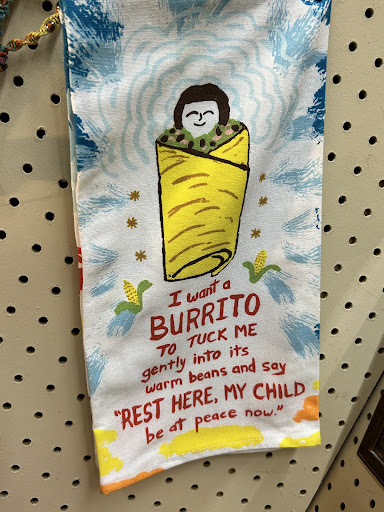 I want a
BURRITO
TO TUCK ME
gently into its
warm beans and say
"REST HERE, MY CHILD
be at peace now."